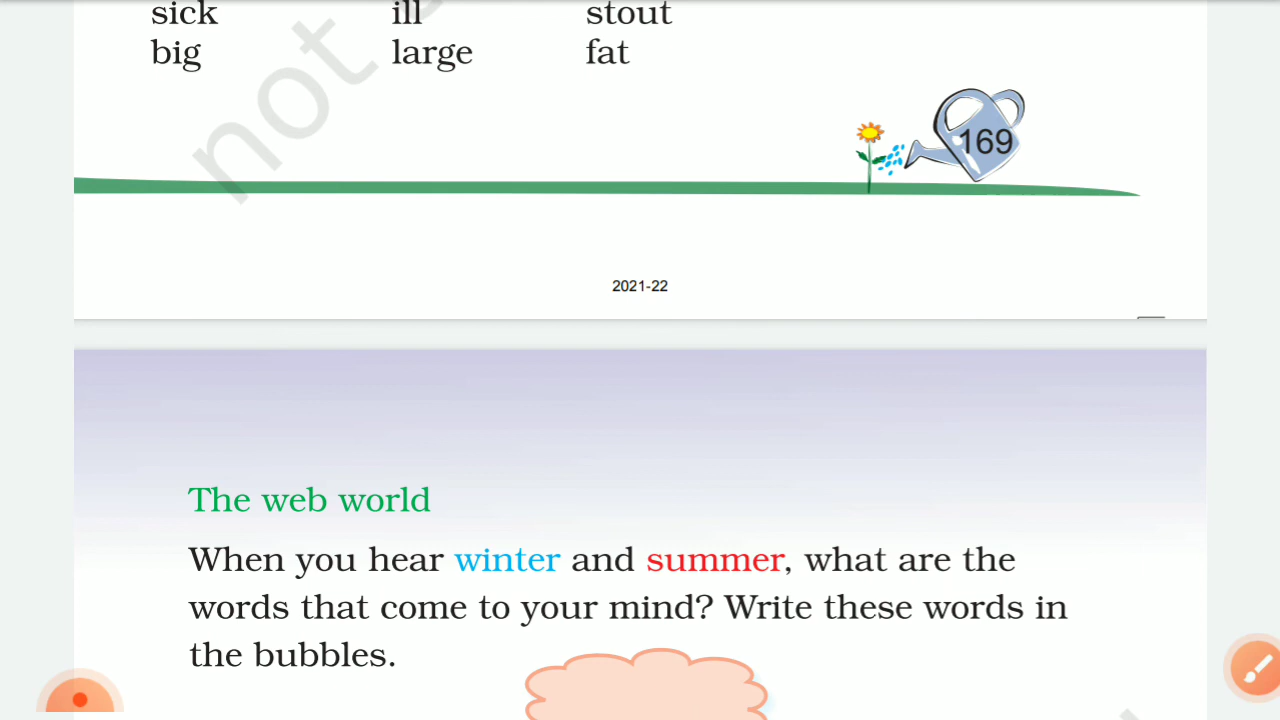 sick ill stout
big large fat
not
169
2021-22
The web world
When you hear winter and summer, what are the
words that come to your mind? Write these words in
the bubbles.